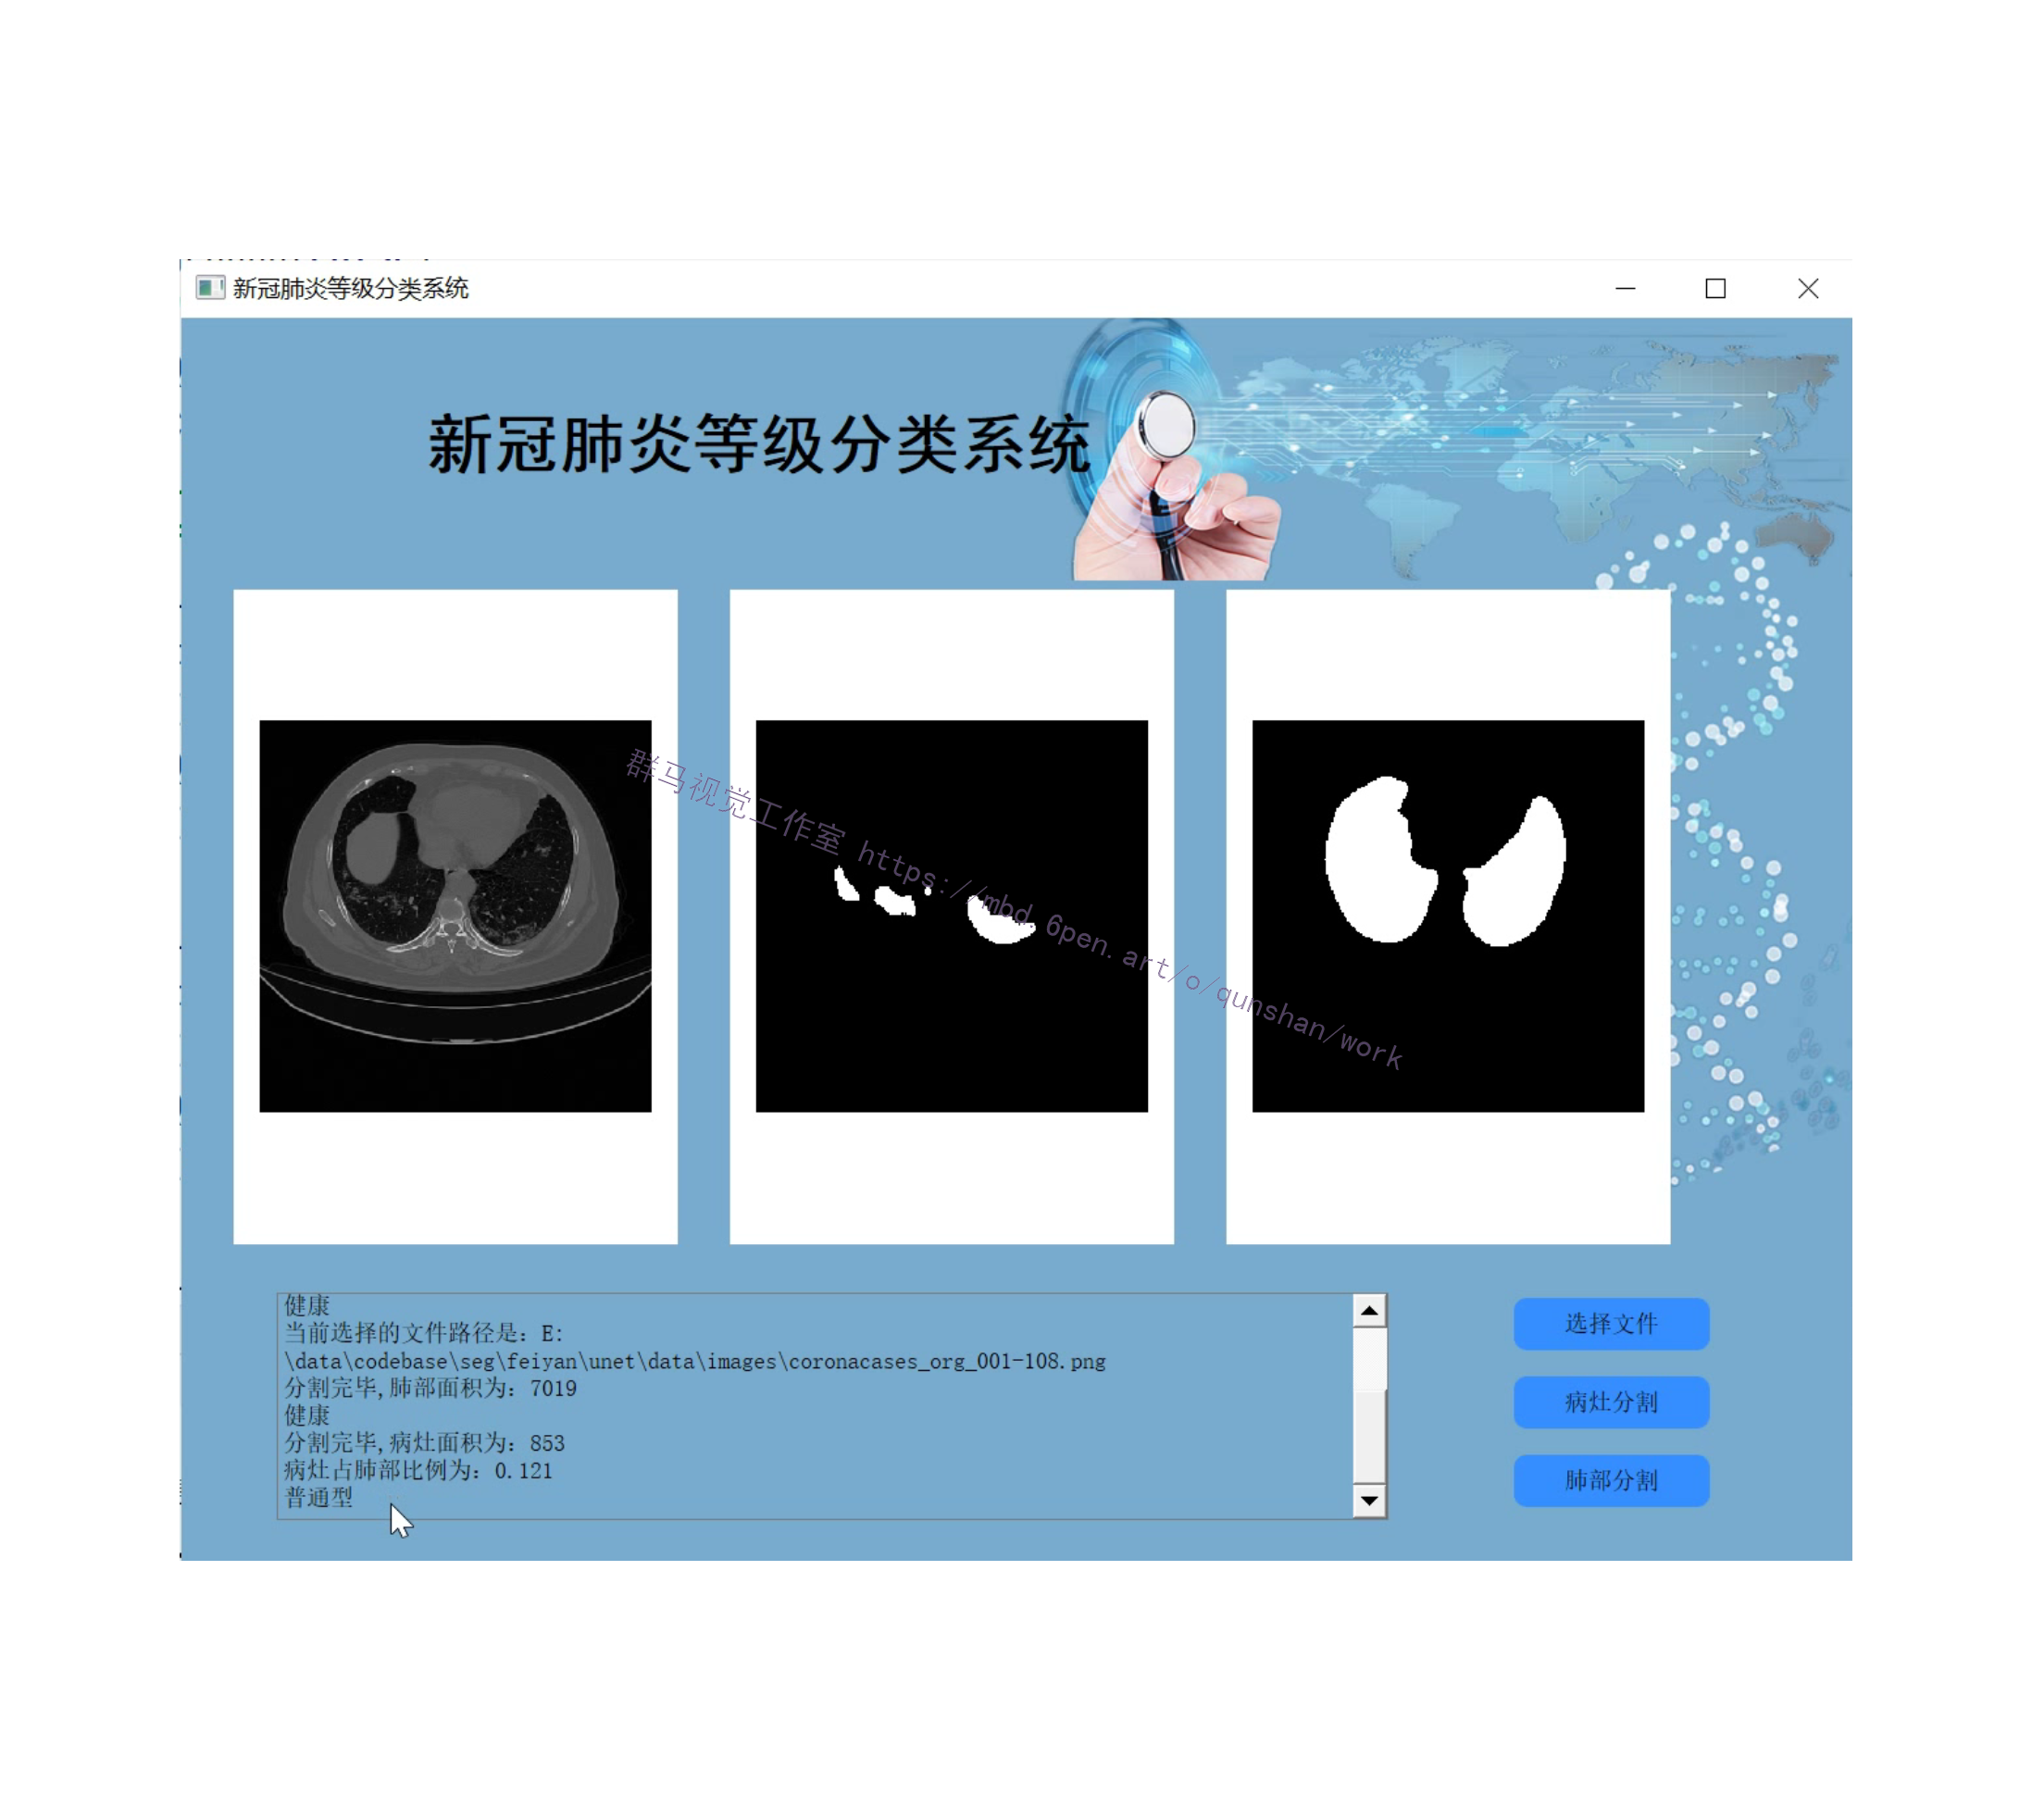 新冠肺炎等级分类系统
新冠肺炎等级分类系统
群马视觉工作室 https://mbd.6pen.art/o/qunshan/work
健康
当前选择的文件路径是: E:
\data\codebase\seg\feiyan\unet\data\images\coronacases_org_001-108.png
分割完毕,肺部面积为: 7019
健康
分割完毕,病灶面积为: 853
病灶占肺部比例为: 0.121
普通型
选择文件
病灶分割
肺部分割